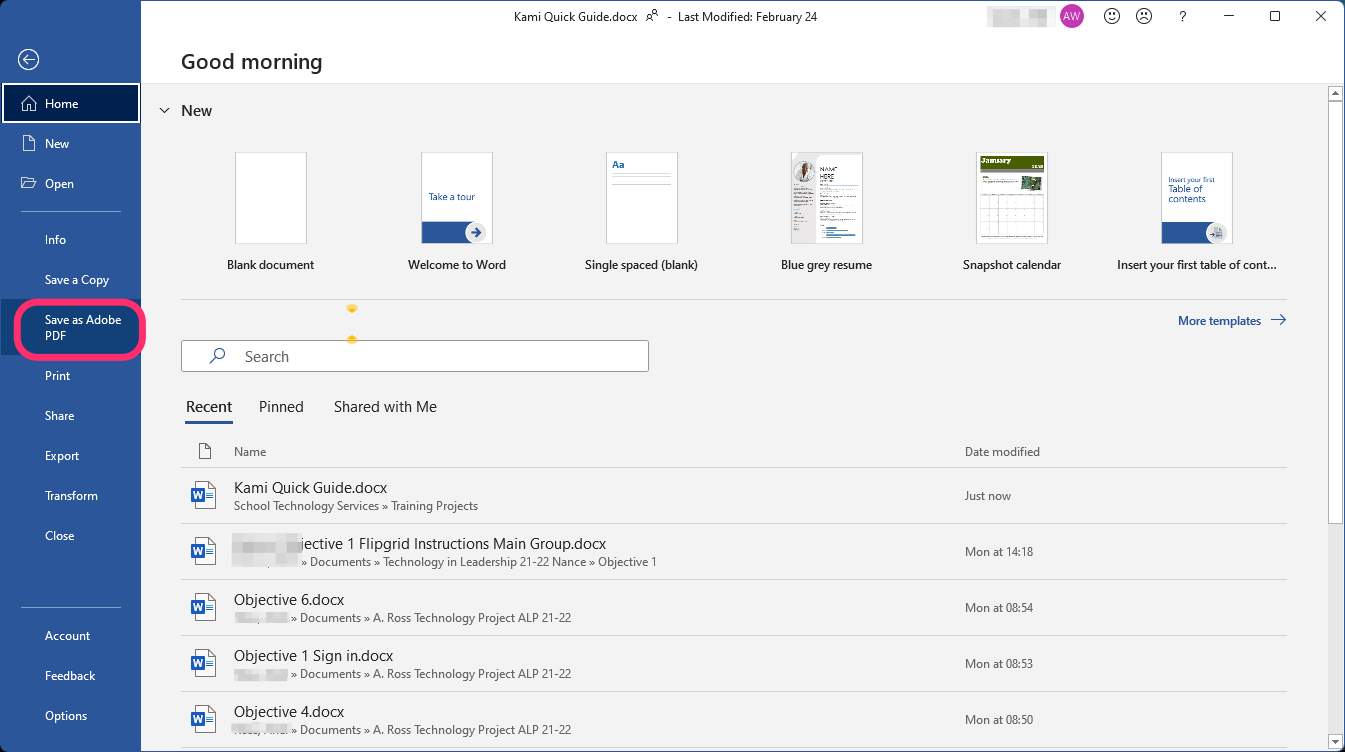 Kami Quick Guide.docx - Last Modified: February 24
AW
?
Good morning
Home
New
Open
Info
Save a Copy
Save as Adobe
PDF
Print
Share
Export
Transform
Close
Account
Feedback
Options
New
Take a tour
Aa
NAME
HERE
January
Insert your first
Table of
contents
Blank document
Welcome to Word
Single spaced (blank)
Blue grey resume
Snapshot calendar
Insert your first table of cont...
More templates
Search
Recent Pinned Shared with Me
Name Date modified
Kami Quick Guide.docx
School Technology Services » Training Projects
Just now
jective 1 Flipgrid Instructions Main Group.docx
» Documents » Technology in Leadership 21-22 Nance » Objective 1
Mon at 14:18
Objective 6.docx
» Documents » A. Ross Technology Project ALP 21-22
Mon at 08:54
Objective 1 Sign in.docx
» Documents » A. Ross Technology Project ALP 21-22
Mon at 08:53
Objective 4.docx
» Documents » A. Ross Technology Project ALP 21-22
Mon at 08:50